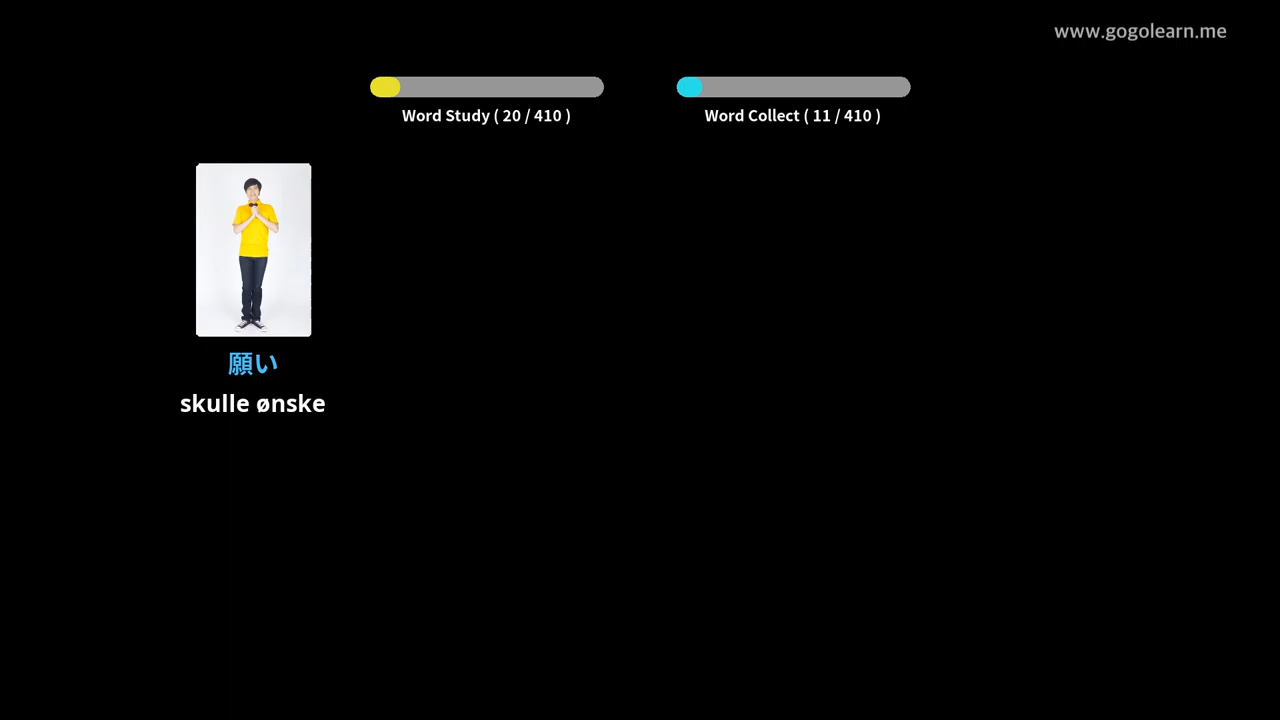 www.gogolearn.me
Word Study ( 20 / 410 )
Word Collect ( 11 / 410 )
願い
skulle ønske